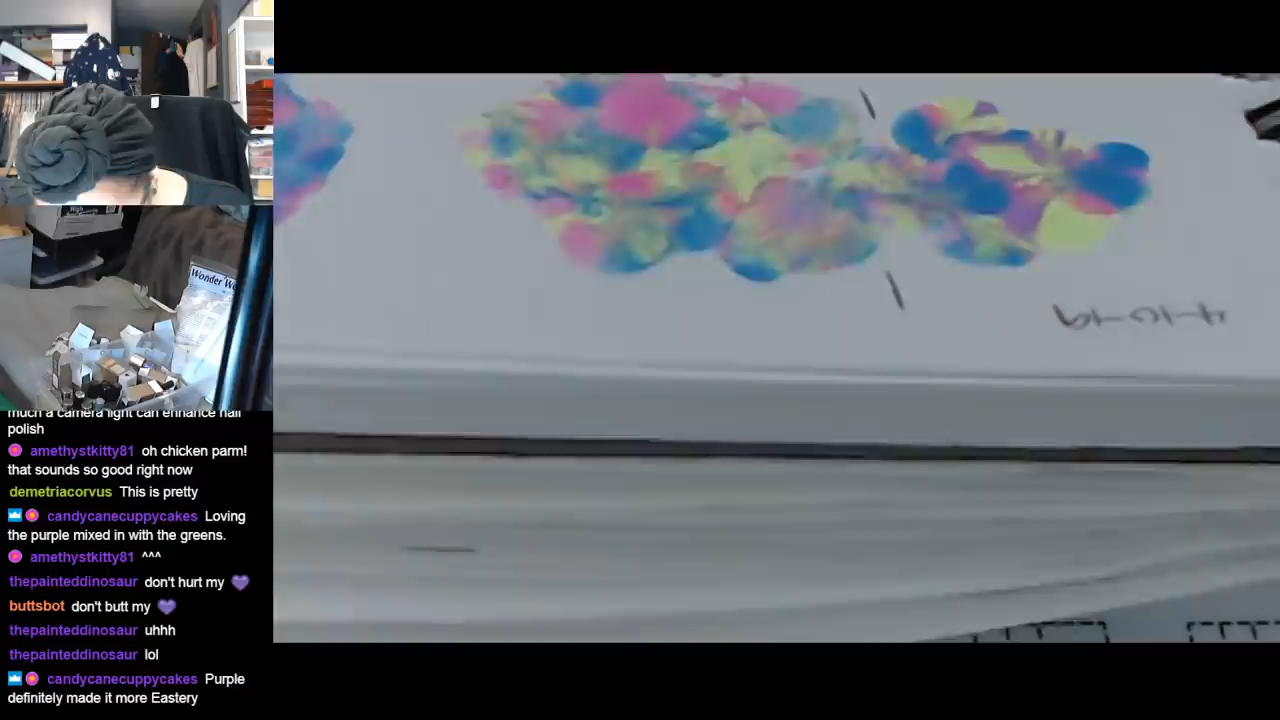 Wonder We
much a camera light can enhance nail
polish
amethystkitty81 oh chicken parm!
that sounds so good right now
demetriacorvus This is pretty
candycanecuppycakes Loving
the purple mixed in with the greens.
amethystkitty81 ^^^
thepainteddinosaur don't hurt my 💜
buttsbot don't butt my 💜
thepainteddinosaur uhhh
thepainteddinosaur lol
candycanecuppycakes Purple
definitely made it more Eastery